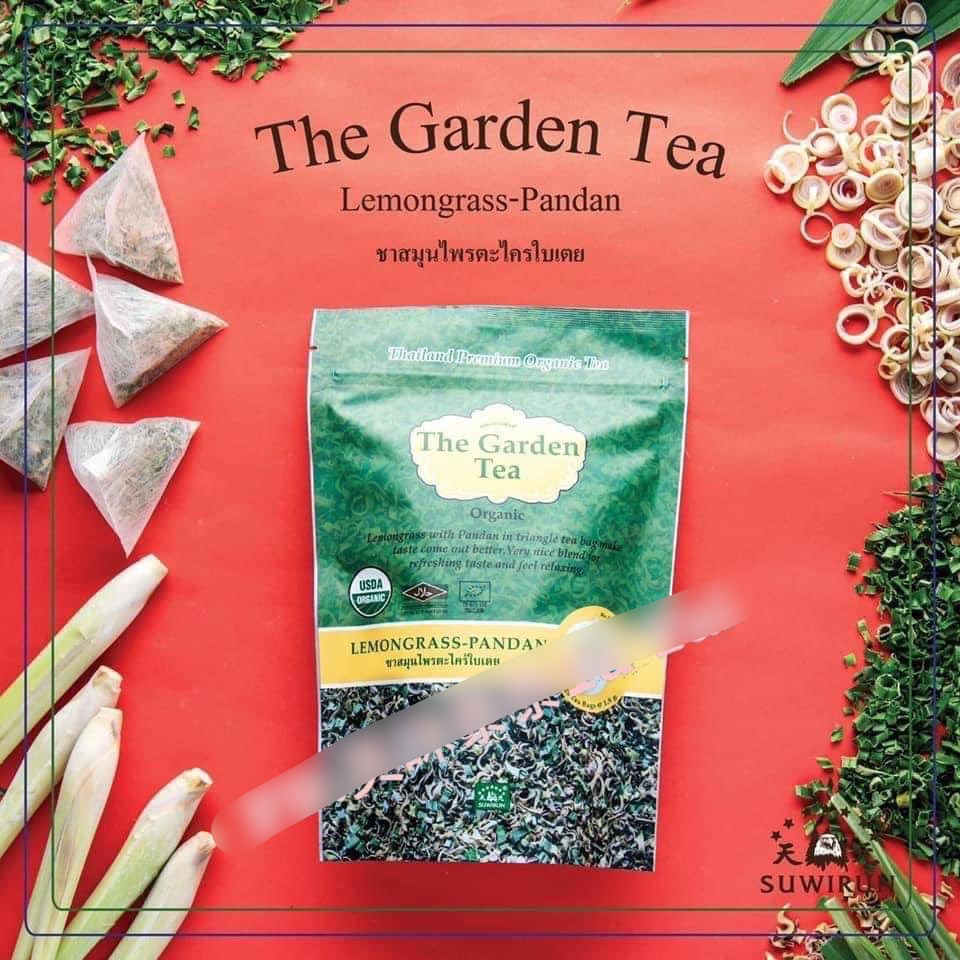 The Garden Tea
Lemongrass-Pandan
ชาสมุนไพรตะไครใบเตย
Thailand Premium Organic Tea
The Garden
Tea
Organic
Lemongrass with Pandan in triangle tea bag make
taste come out better.Very nice blend for
refreshing taste and feel relaxing.
USDA
ORGANIC
حلال
LEMONGRASS-PANDAN
ชาสมุนไพรตะไคร้ใบเตย
Tea Bags
SUWIRUN
天
SUWIRUN